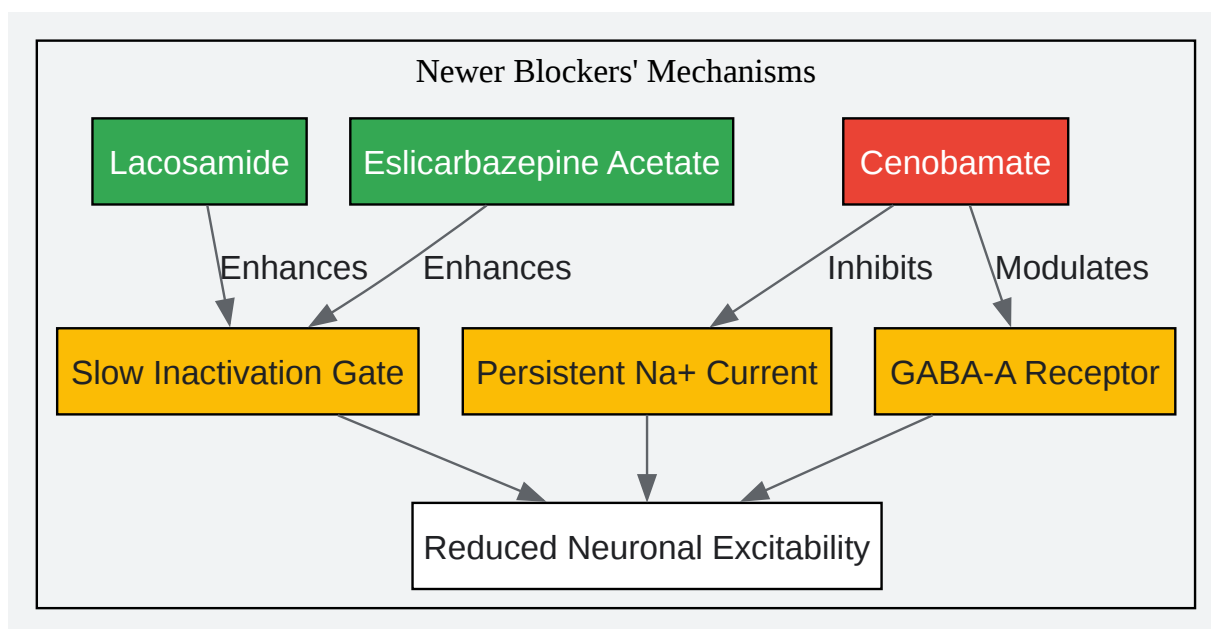 Newer Blockers' Mechanisms
Lacosamide
Eslicarbazepine Acetate
Cenobamate
Enhances
Enhances
Inhibits
Modulates
Slow Inactivation Gate
Persistent Na+ Current
GABA-A Receptor
Reduced Neuronal Excitability